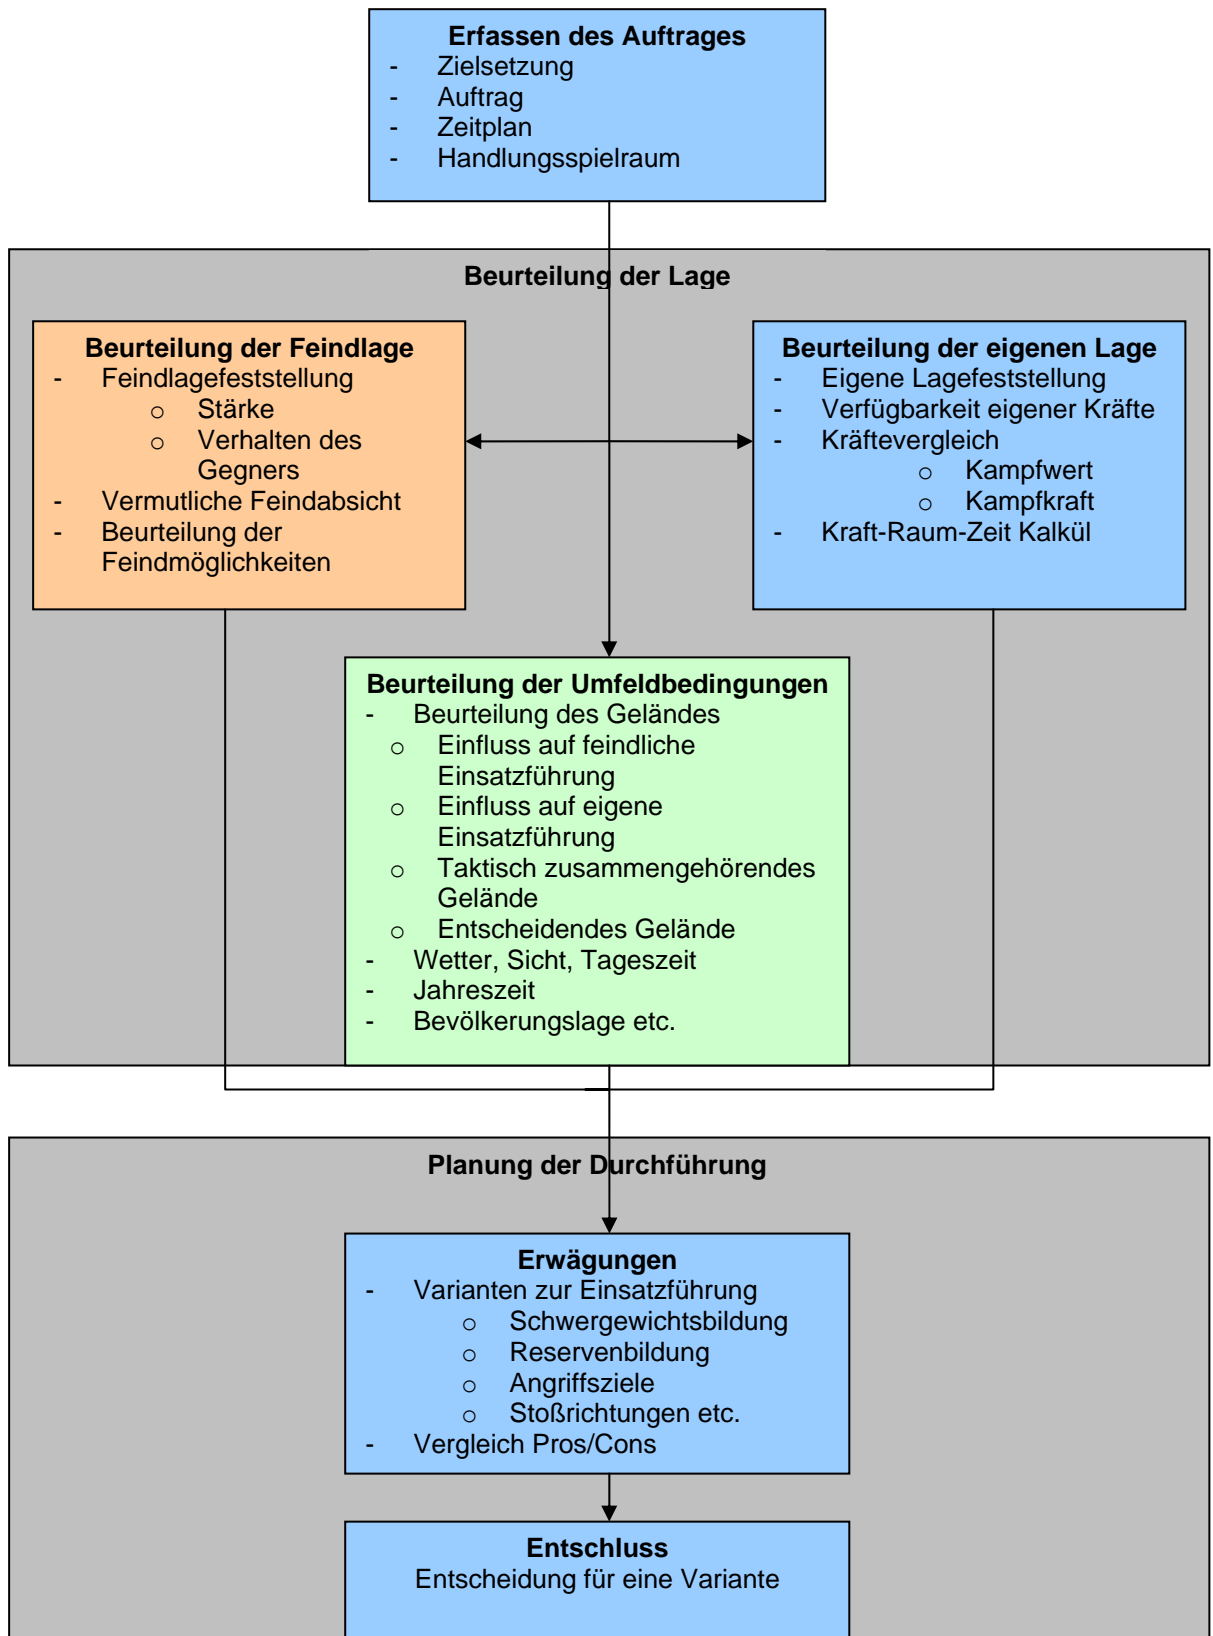 Erfassen des Auftrages
- Zielsetzung
- Auftrag
- Zeitplan
- Handlungsspielraum
Beurteilung der Lage
Beurteilung der Feindlage
- Feindlagefeststellung
o Stärke
o Verhalten des
Gegners
- Vermutliche Feindabsicht
- Beurteilung der
Feindmöglichkeiten
Beurteilung der eigenen Lage
- Eigene Lagefeststellung
- Verfügbarkeit eigener Kräfte
- Kräftevergleich
o Kampfwert
o Kampfkraft
- Kraft-Raum-Zeit Kalkül
Beurteilung der Umfeldbedingungen
- Beurteilung des Geländes
o Einfluss auf feindliche
Einsatzführung
o Einfluss auf eigene
Einsatzführung
o Taktisch zusammengehörendes
Gelände
o Entscheidendes Gelände
- Wetter, Sicht, Tageszeit
- Jahreszeit
- Bevölkerungslage etc.
Planung der Durchführung
Erwägungen
- Varianten zur Einsatzführung
o Schwergewichtsbildung
o Reservenbildung
o Angriffsziele
o Stoßrichtungen etc.
- Vergleich Pros/Cons
Entschluss
Entscheidung für eine Variante